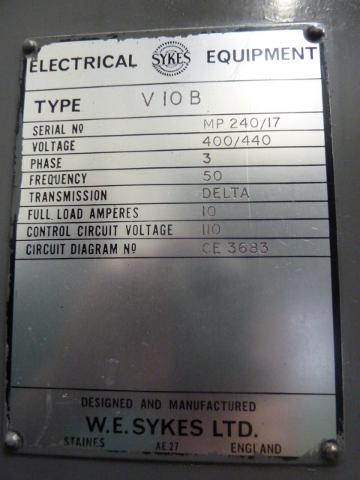 ELECTRICAL SYKES EQUIPMENT
TYPE V10B
SERIAL Nº MP 240/17
VOLTAGE 400/440
PHASE 3
FREQUENCY 50
TRANSMISSION DELTA
FULL LOAD AMPERES 10
CONTROL CIRCUIT VOLTAGE 110
CIRCUIT DIAGRAM Nº CE 3683
DESIGNED AND MANUFACTURED
W.E. SYKES LTD.
STAINES AE27 ENGLAND